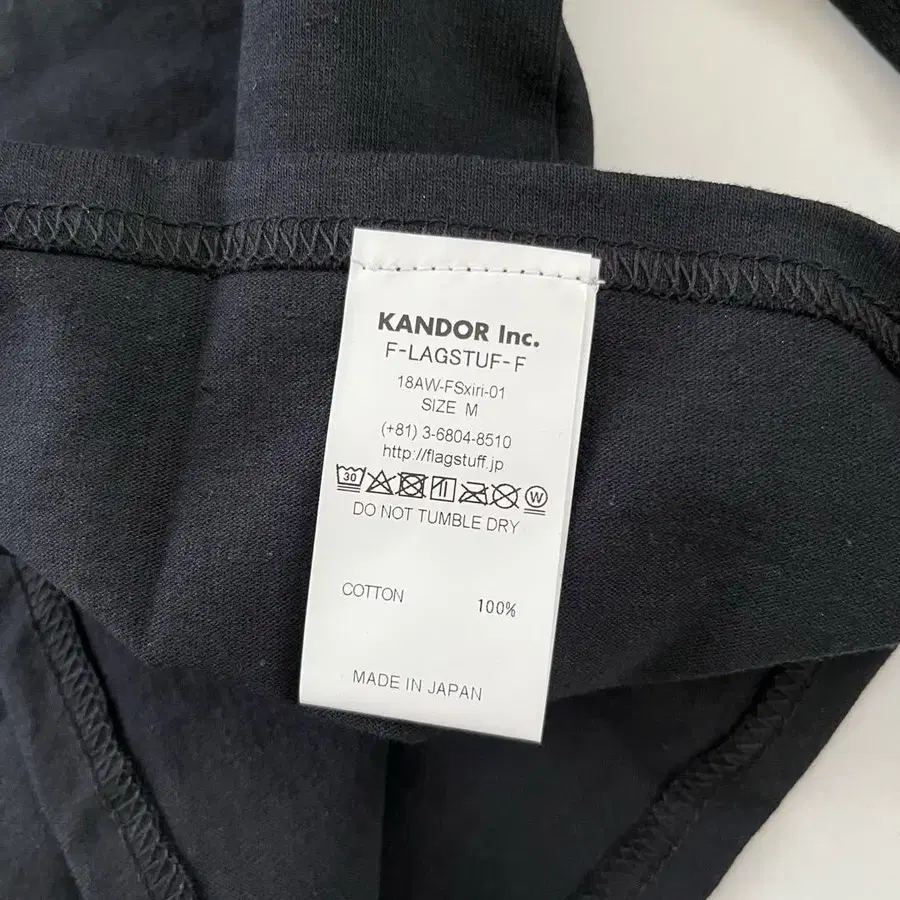 KANDOR Inc.
F-LAGSTUF-F
18AW-FSxiri-01
SIZE M
(+81) 3-6804-8510
http://flagstuff.jp
30 W
DO NOT TUMBLE DRY
COTTON 100%
MADE IN JAPAN